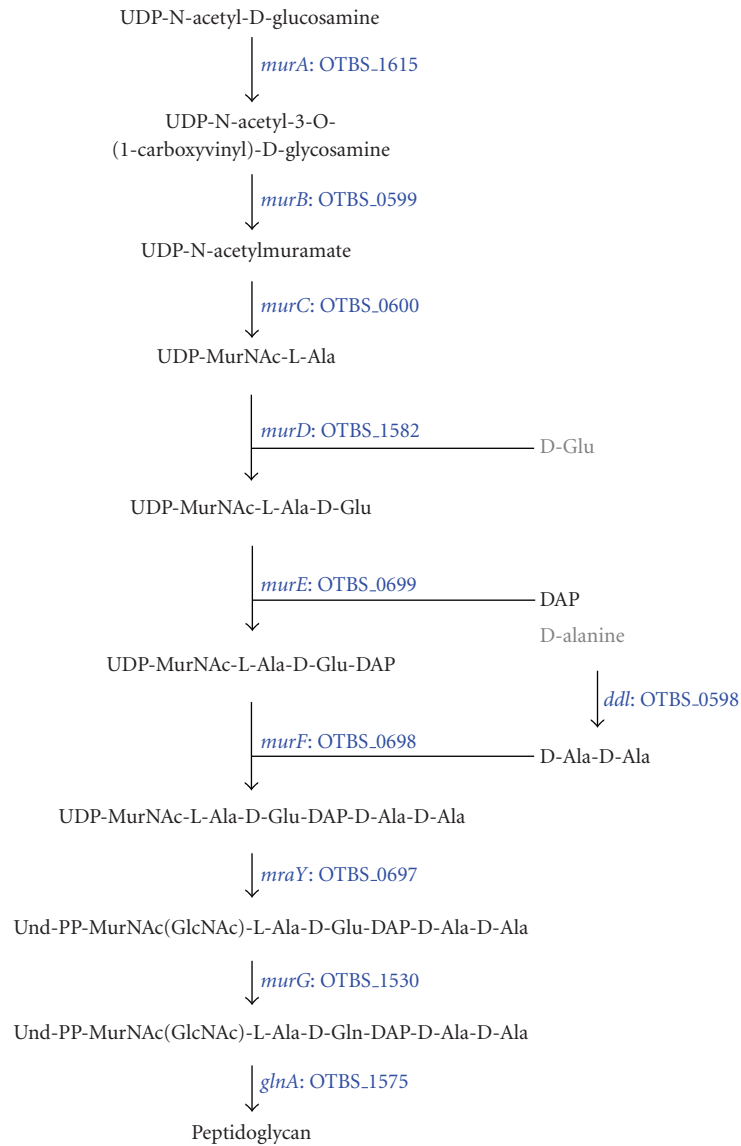 UDP-N-acetyl-D-glucosamine
murA: OTBS_1615
UDP-N-acetyl-3-O-
(1-carboxyvinyl)-D-glycosamine
murB: OTBS_0599
UDP-N-acetylmuramate
murC: OTBS_0600
UDP-MurNAc-L-Ala
murD: OTBS_1582
D-Glu
UDP-MurNAc-L-Ala-D-Glu
murE: OTBS_0699
DAP
D-alanine
UDP-MurNAc-L-Ala-D-Glu-DAP
ddl: OTBS_0598
murF: OTBS_0698
D-Ala-D-Ala
UDP-MurNAc-L-Ala-D-Glu-DAP-D-Ala-D-Ala
mraY: OTBS_0697
Und-PP-MurNAc(GlcNAc)-L-Ala-D-Glu-DAP-D-Ala-D-Ala
murG: OTBS_1530
Und-PP-MurNAc(GlcNAc)-L-Ala-D-Gln-DAP-D-Ala-D-Ala
glnA: OTBS_1575
Peptidoglycan